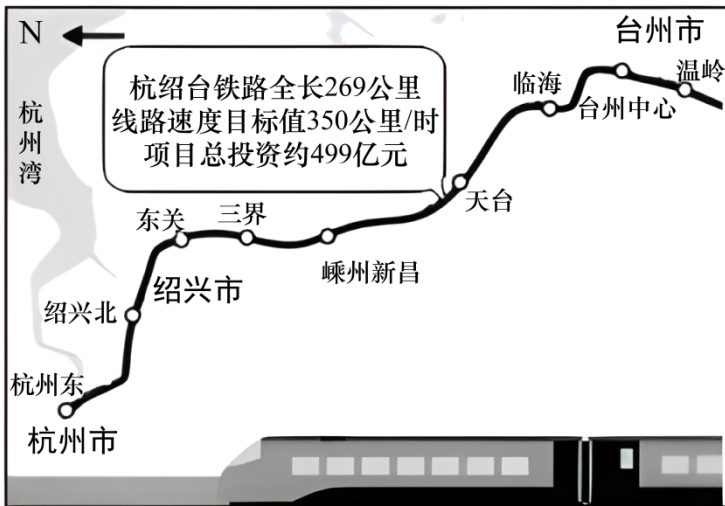 N
台州市
杭州湾
杭绍台铁路全长269公里
线路速度目标值350公里/时
项目总投资约499亿元
临海
温岭
台州中心
天台
东关
三界
嵊州新昌
绍兴市
绍兴北
杭州东
杭州市